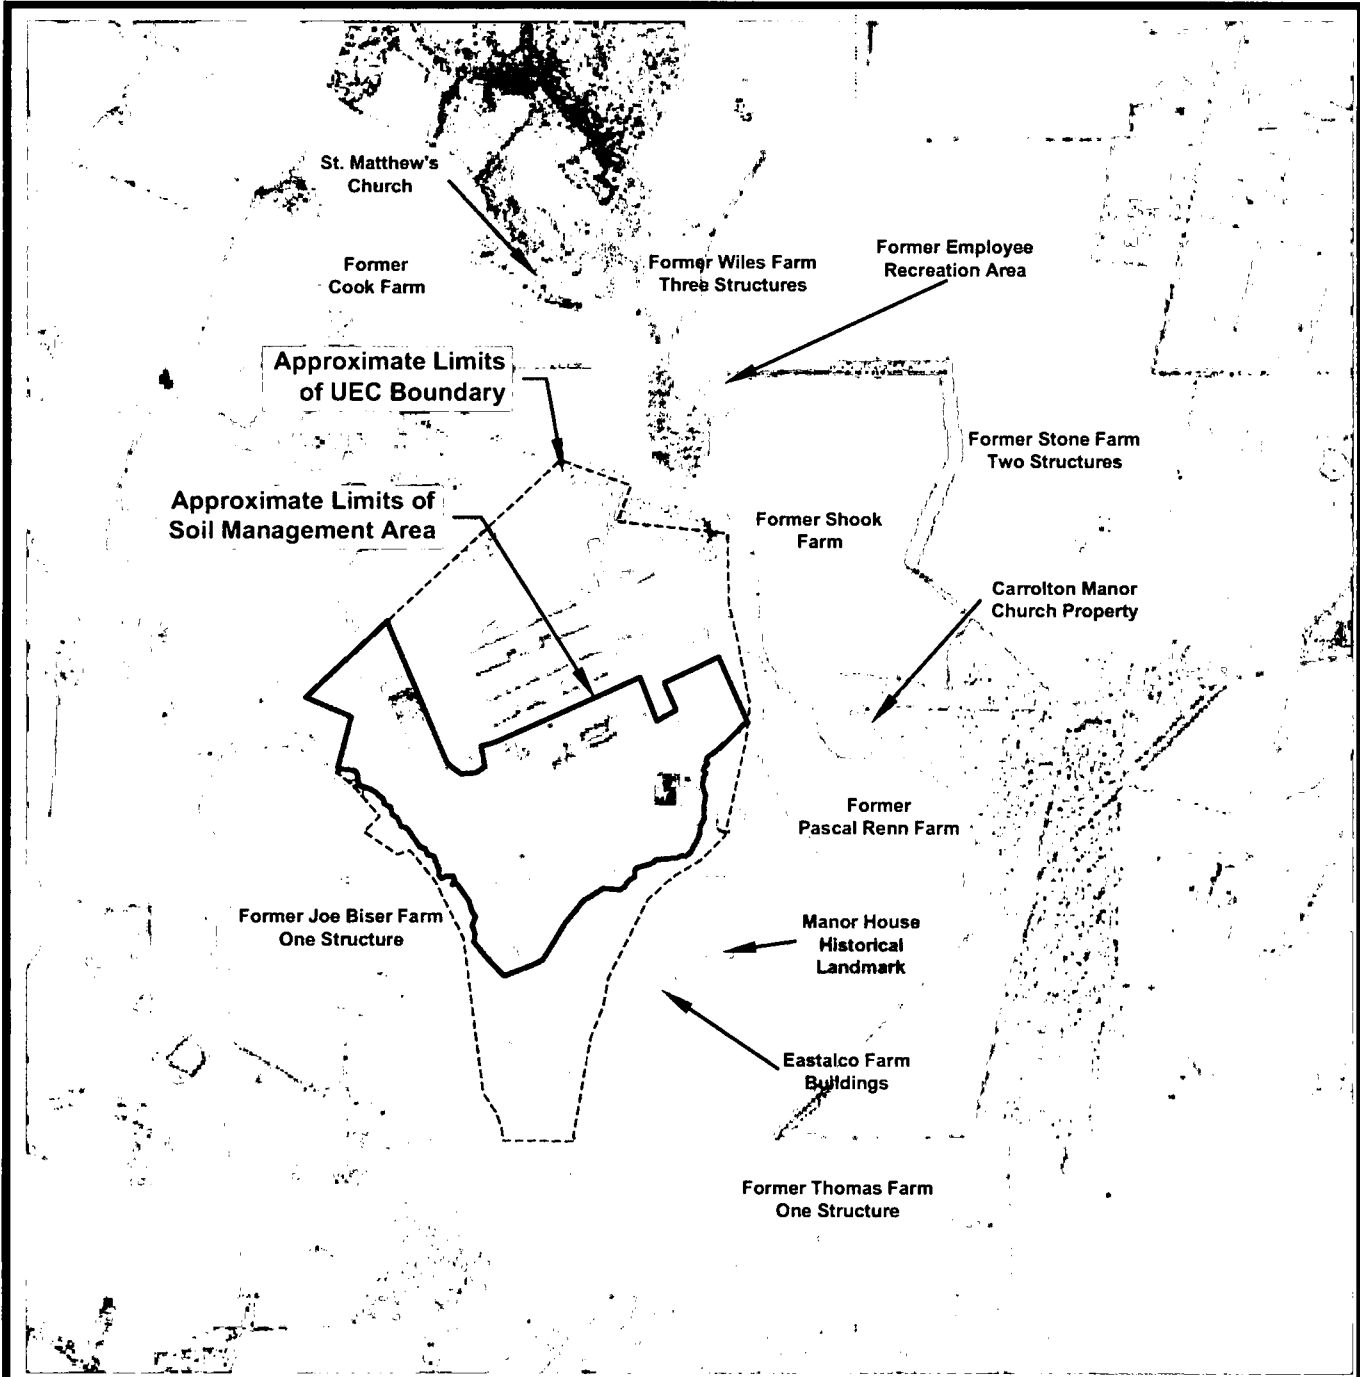 St. Matthew's
Church
Former
Cook Farm
Former Wiles Farm
Three Structures
Former Employee
Recreation Area
Approximate Limits
of UEC Boundary
Former Stone Farm
Two Structures
Approximate Limits of
Soil Management Area
Former Shook
Farm
Carrolton Manor
Church Property
Former
Pascal Renn Farm
Former Joe Biser Farm
One Structure
Manor House
Historical
Landmark
Eastalco Farm
Buildings
Former Thomas Farm
One Structure